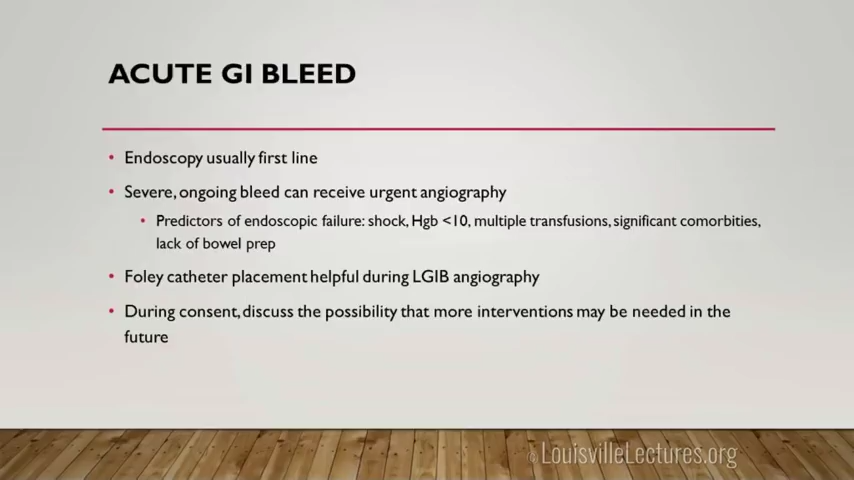 ACUTE GI BLEED
• Endoscopy usually first line
• Severe, ongoing bleed can receive urgent angiography
• Predictors of endoscopic failure: shock, Hgb <10, multiple transfusions, significant comorbities,
lack of bowel prep
• Foley catheter placement helpful during LGIB angiography
• During consent, discuss the possibility that more interventions may be needed in the
future
© LouisvilleLectures.org